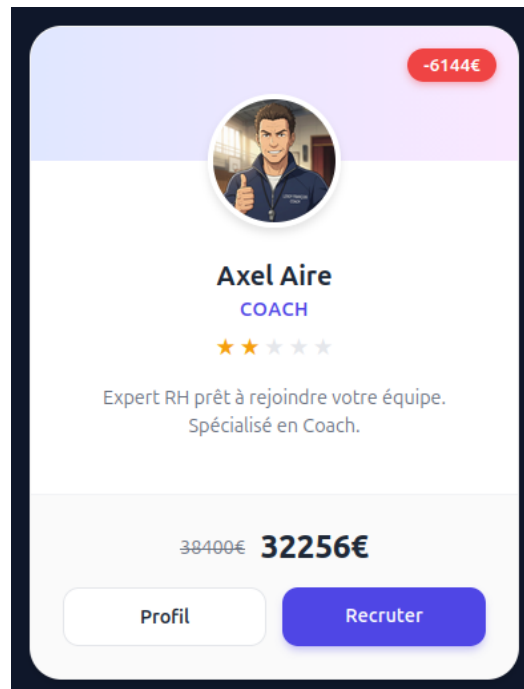 -6144€
Axel Aire
COACH
Expert RH prêt à rejoindre votre équipe.
Spécialisé en Coach.
38400€ 32256€
Profil
Recruter